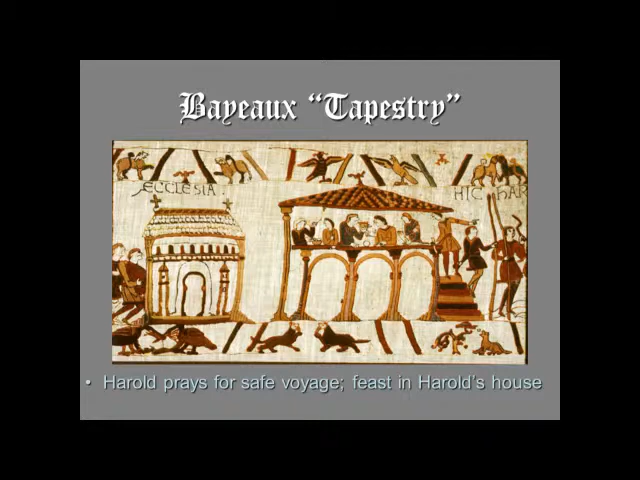 Bayeaux “Tapestry”
ECCLESIA:
HIC HAR
• Harold prays for safe voyage; feast in Harold’s house